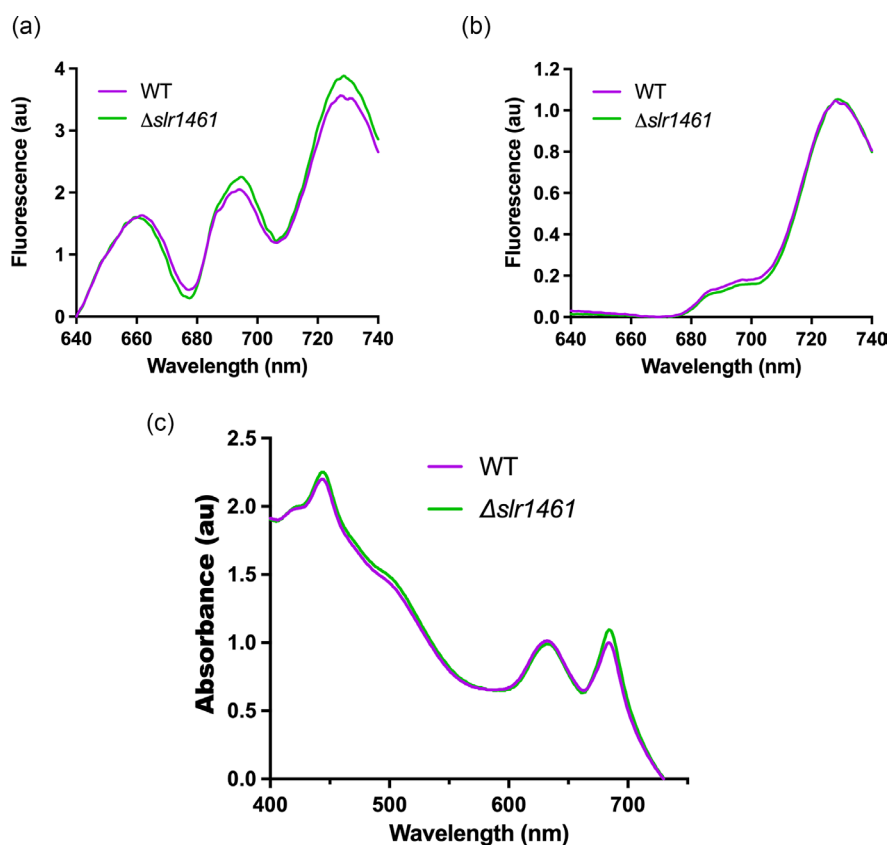 (a)
WT
Δslr1461
Fluorescence (au)
4
3
2
1
0
640 660 680 700 720 740
Wavelength (nm)
(b)
WT
Δslr1461
Fluorescence (au)
1.2
1.0
0.8
0.6
0.4
0.2
0.0
640 660 680 700 720 740
Wavelength (nm)
(c)
WT
Δslr1461
Absorbance (au)
2.5
2.0
1.5
1.0
0.5
0.0
400 500 600 700
Wavelength (nm)